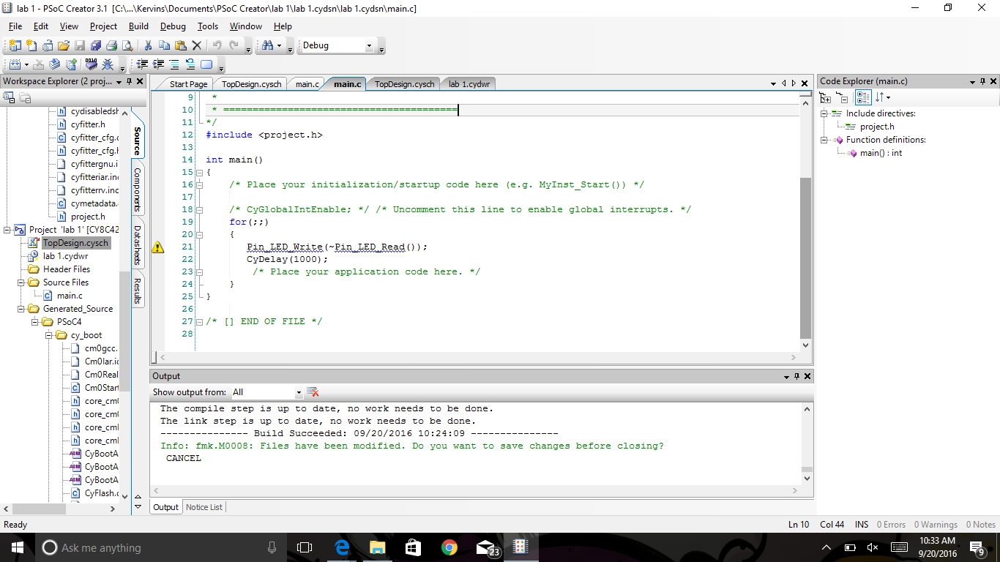 lab 1 - PSoC Creator 3.1 [C:\...\Kervins\Documents\PSoC Creator\lab 1\lab 1.cydsn\lab 1.cydsn\main.c]
File Edit View Project Build Debug Tools Window Help
Debug
Workspace Explorer (2 proj...
cydisabledsh
cyfitter.h
cyfitter_cfg.c
cyfitter_cfg.h
cyfittergnu.i
cyfitteriar.inc
cyfitterrv.inc
cymetadata.
project.h
Project 'lab 1' [CY8C42
TopDesign.cysch
lab 1.cydwr
Header Files
Source Files
main.c
Generated_Source
PSoC4
cy_boot
cm0gcc.
Cm0Iar.ic
Cm0Real
Cm0Start
core_cm0
core_cm0
core_cmI
core_cmI
CyBootA
CyBootA
CyBootA
CyFlash.c
Source
Components
Datasheets
Results
Start Page TopDesign.cysch main.c main.c TopDesign.cysch lab 1.cydwr
9 *
10 * ========================================
11 */
12 #include <project.h>
13
14 int main()
15 {
16 /* Place your initialization/startup code here (e.g. MyInst_Start()) */
17
18 /* CyGlobalIntEnable; */ /* Uncomment this line to enable global interrupts. */
19 for(;;)
20 {
21 Pin_LED_Write(~Pin_LED_Read());
22 CyDelay(1000);
23 /* Place your application code here. */
24 }
25 }
26
27 /* [] END OF FILE */
28
Output
Show output from: All
The compile step is up to date, no work needs to be done.
The link step is up to date, no work needs to be done.
--------------- Build Succeeded: 09/20/2016 10:24:09 ---------------
Info: fmk.M0008: Files have been modified. Do you want to save changes before closing?
CANCEL
Output Notice List
Code Explorer (main.c)
Include directives:
project.h
Function definitions:
main() : int
Ready Ln 10 Col 44 INS 0 Errors 0 Warnings 0 Notes
Ask me anything
23
10:33 AM
9/20/2016
9